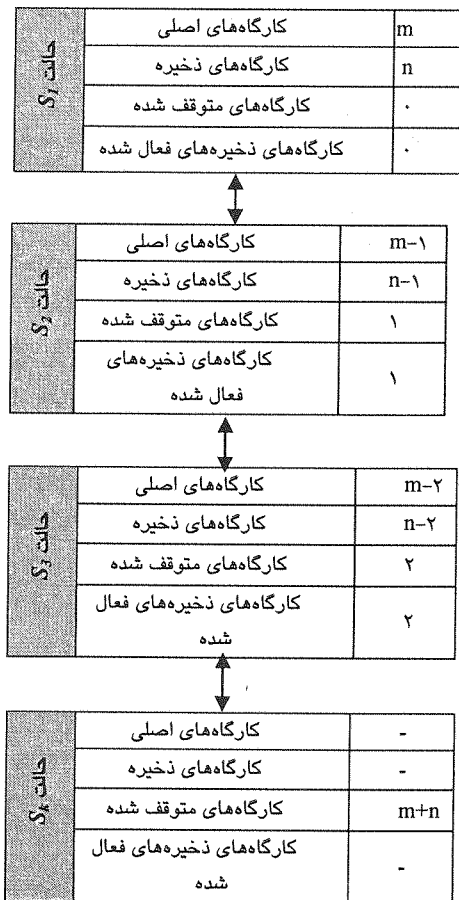 حالت S1
کارگاه‌های اصلی m
کارگاه‌های ذخیره n
کارگاه‌های متوقف شده ۰
کارگاه‌های ذخیره‌های فعال شده ۰
حالت S2
کارگاه‌های اصلی m-۱
کارگاه‌های ذخیره n-۱
کارگاه‌های متوقف شده ۱
کارگاه‌های ذخیره‌های
فعال شده ۱
حالت S3
کارگاه‌های اصلی m-۲
کارگاه‌های ذخیره n-۲
کارگاه‌های متوقف شده ۲
کارگاه‌های ذخیره‌های فعال
شده ۲
حالت Sk
کارگاه‌های اصلی -
کارگاه‌های ذخیره -
کارگاه‌های متوقف شده m+n
کارگاه‌های ذخیره‌های فعال
شده -